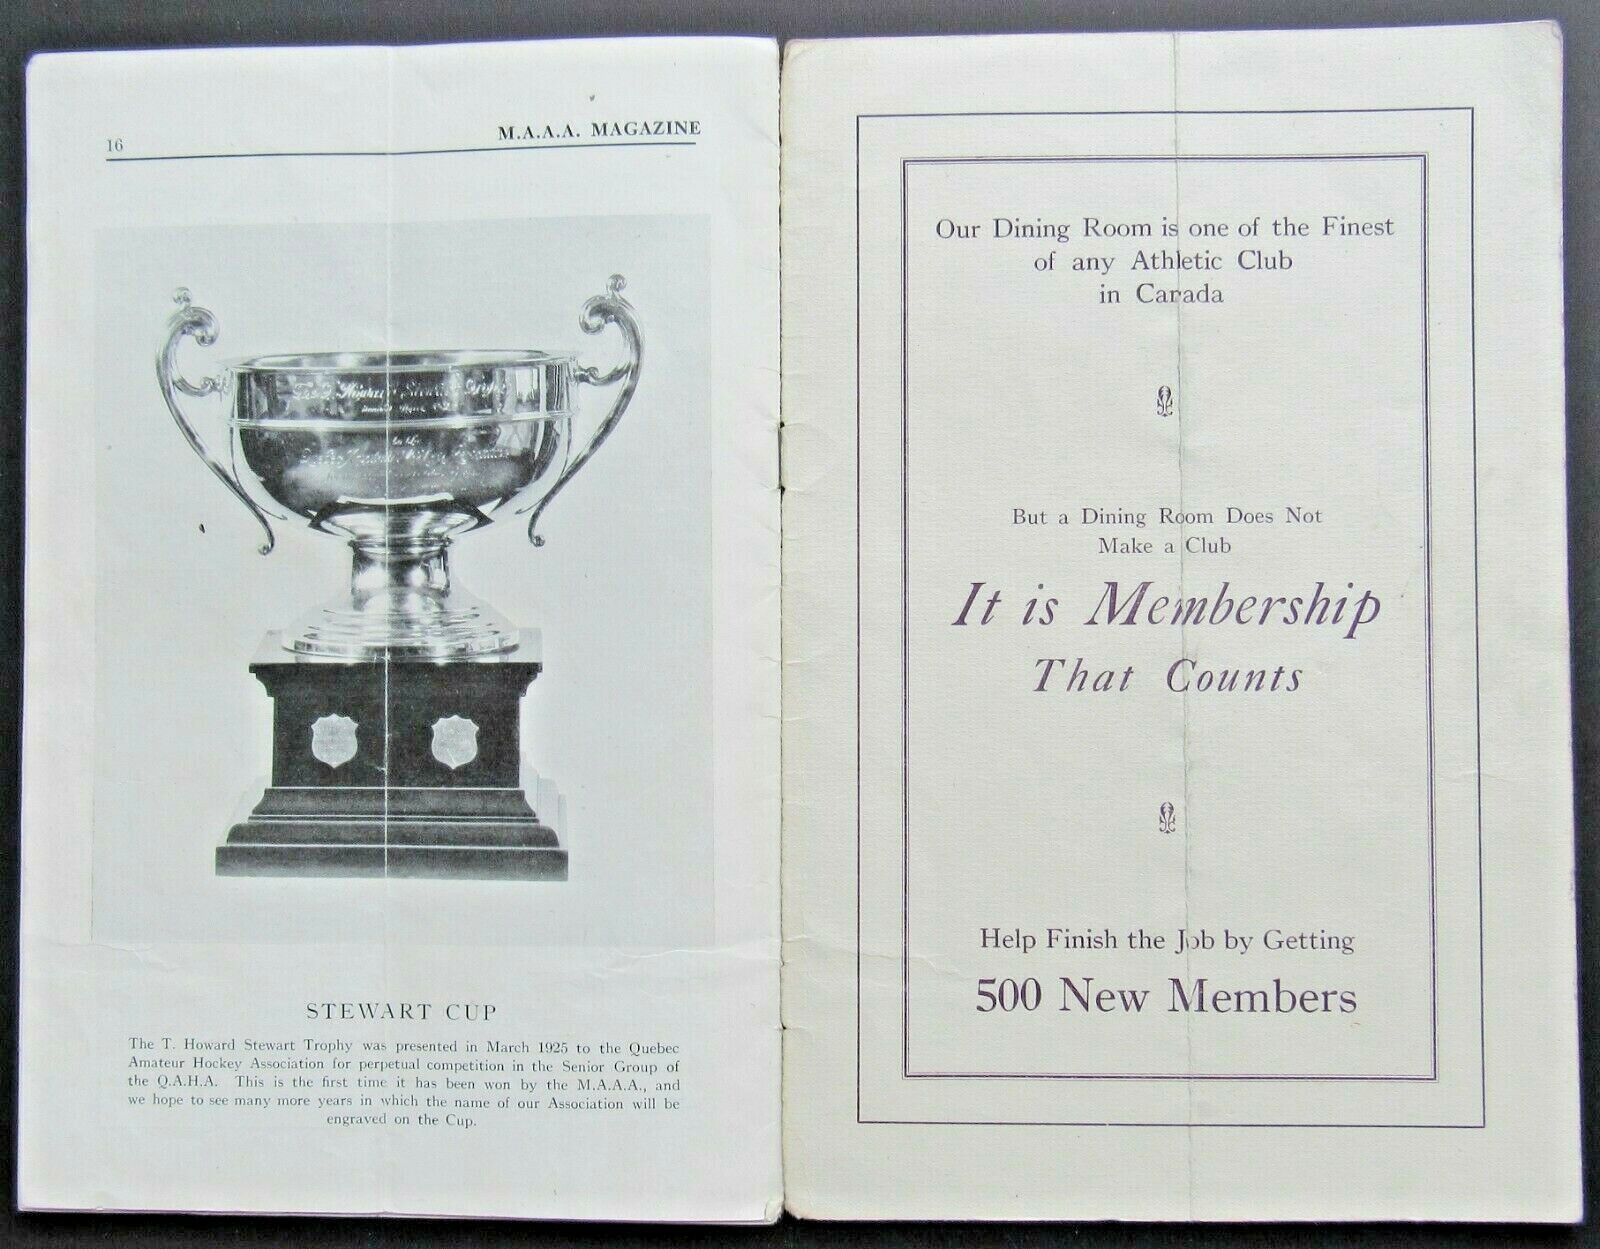 16
M.A.A.A. MAGAZINE
STEWART CUP
The T. Howard Stewart Trophy was presented in March 1925 to the Quebec
Amateur Hockey Association for perpetual competition in the Senior Group of
the Q.A.H.A. This is the first time it has been won by the M.A.A.A., and
we hope to see many more years in which the name of our Association will be
engraved on the Cup.
Our Dining Room is one of the Finest
of any Athletic Club
in Canada
But a Dining Room Does Not
Make a Club
It is Membership
That Counts
Help Finish the Job by Getting
500 New Members